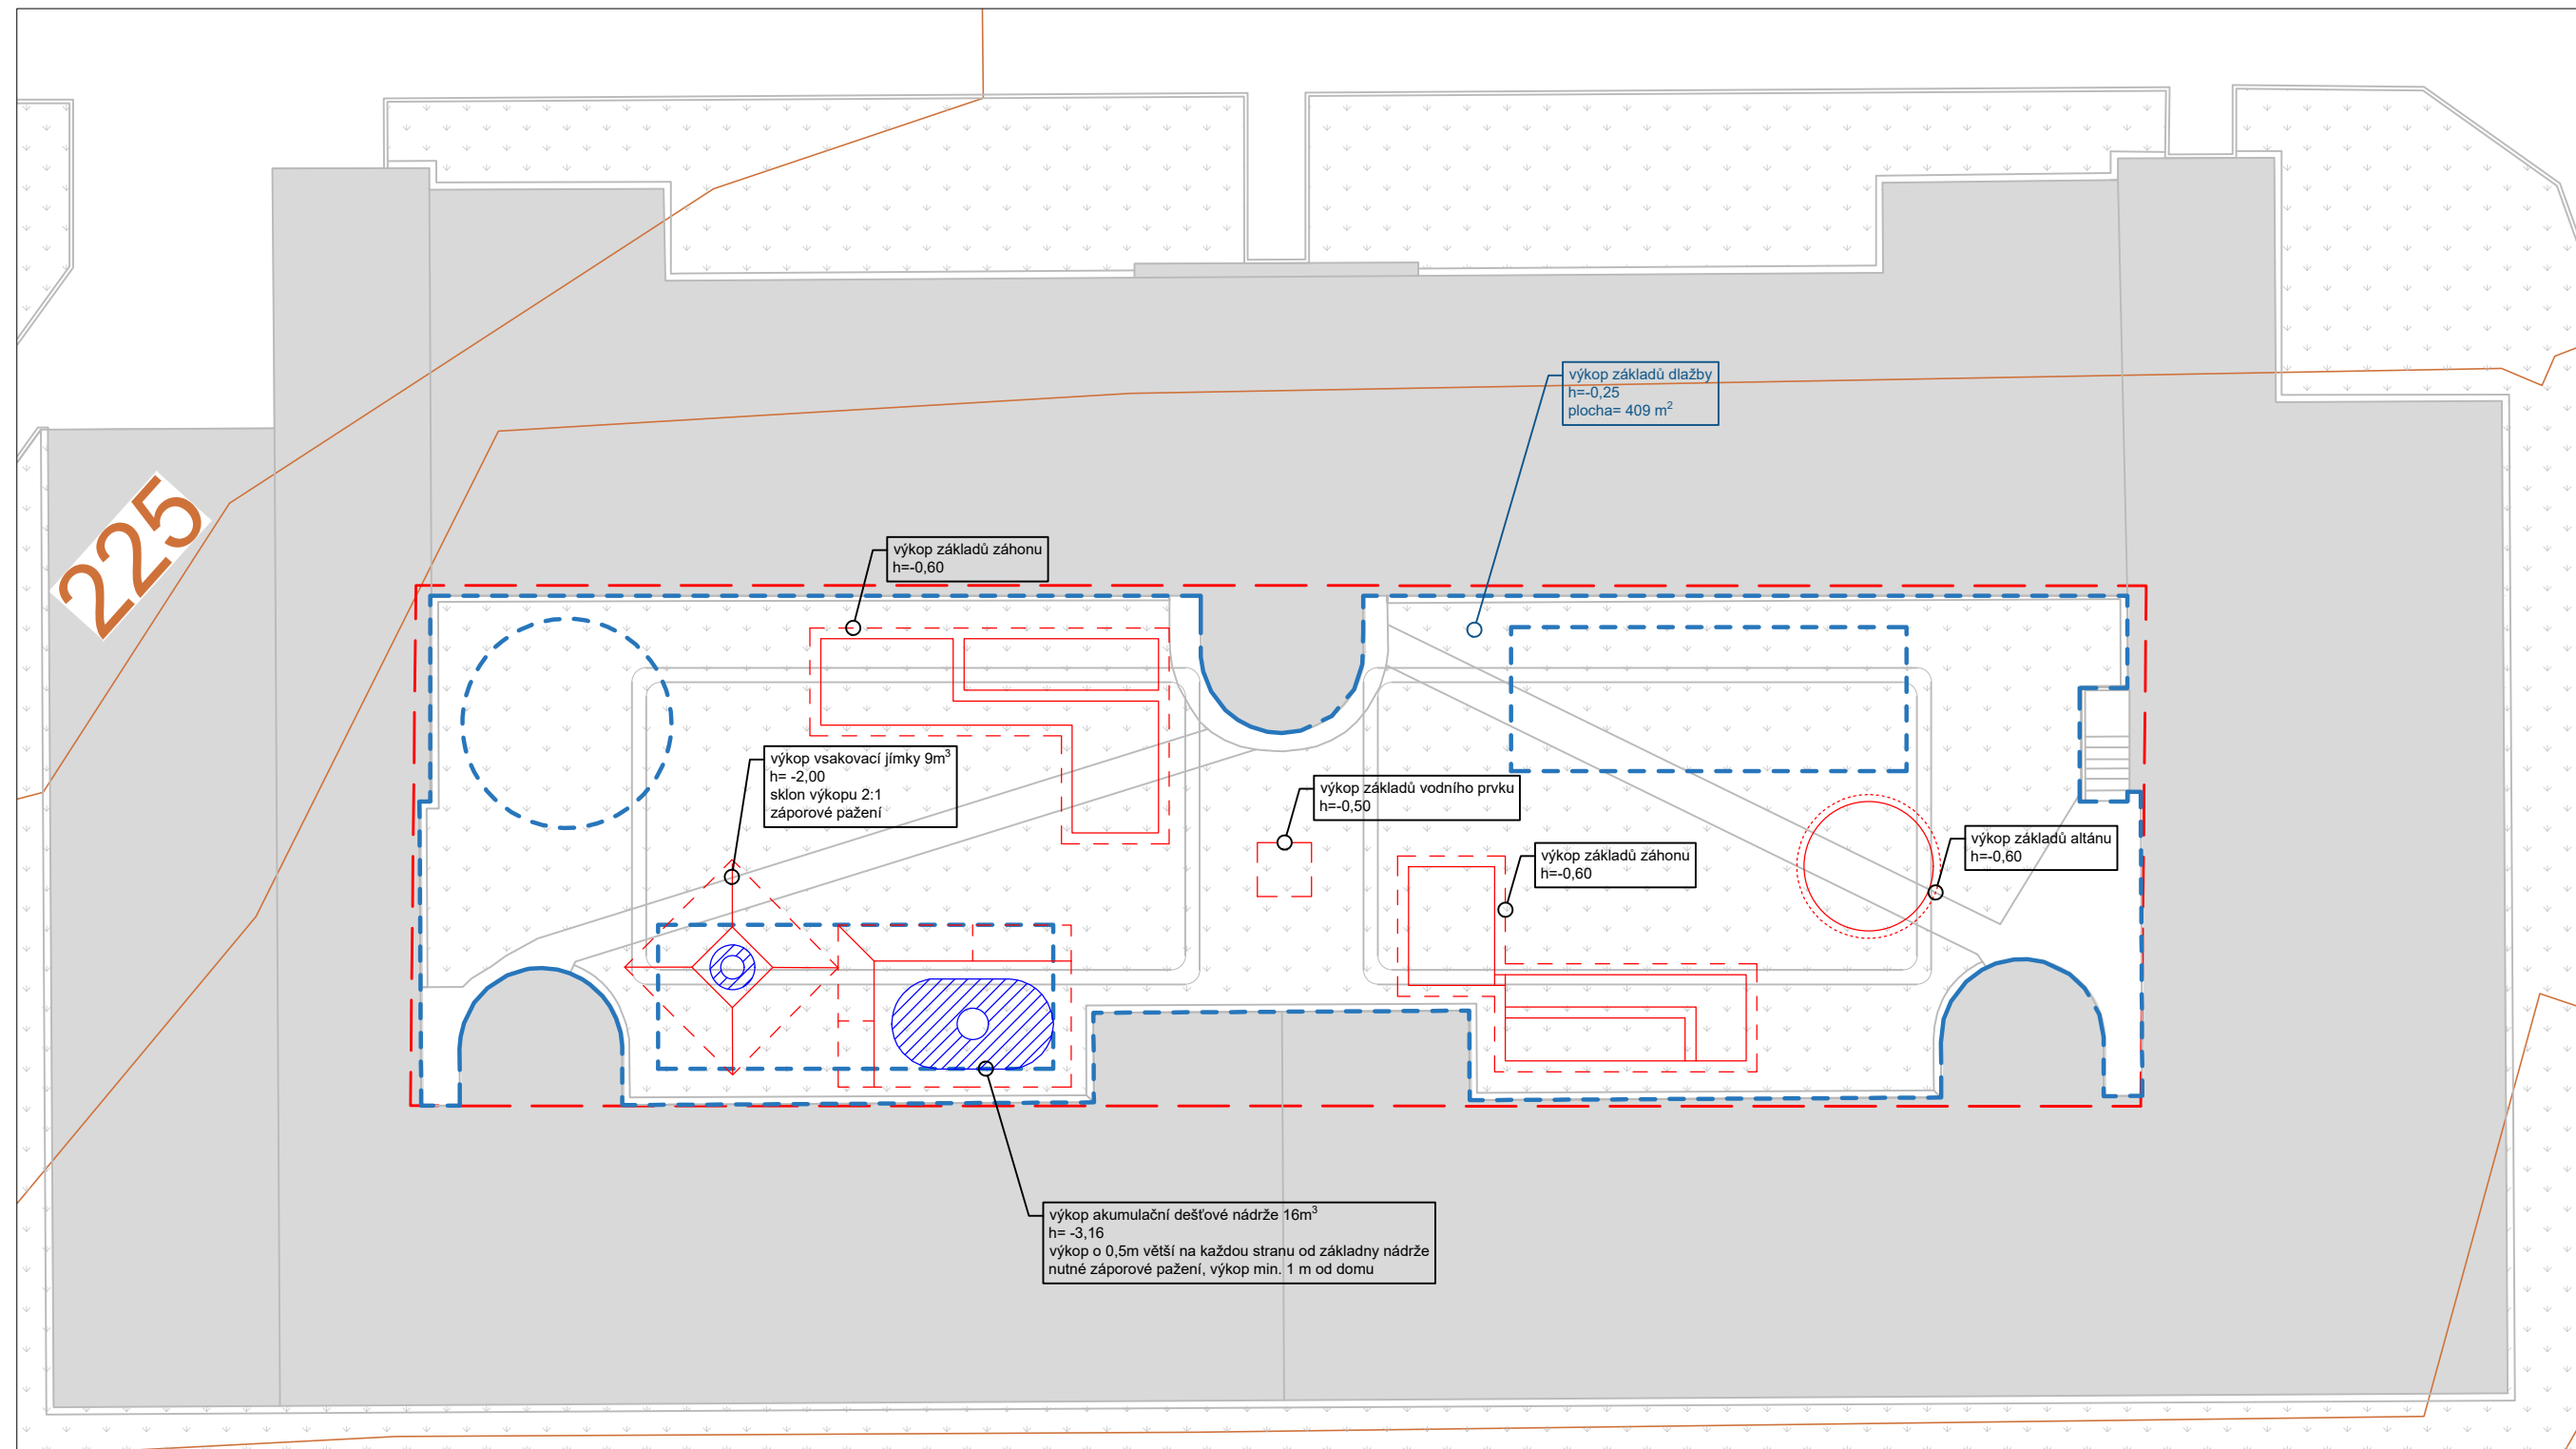 výkop základů dlažby
h=-0,25
plocha= 409 m²
225
výkop základů záhonu
h=-0,60
výkop vsakovací jímky 9m³
h= -2,00
sklon výkopu 2:1
záporové pažení
výkop základů vodního prvku
h=-0,50
výkop základů záhonu
h=-0,60
výkop základů altánu
h=-0,60
výkop akumulační dešťové nádrže 16m³
h= -3,16
výkop o 0,5m větší na každou stranu od základny nádrže
nutné záporové pažení, výkop min. 1 m od domu